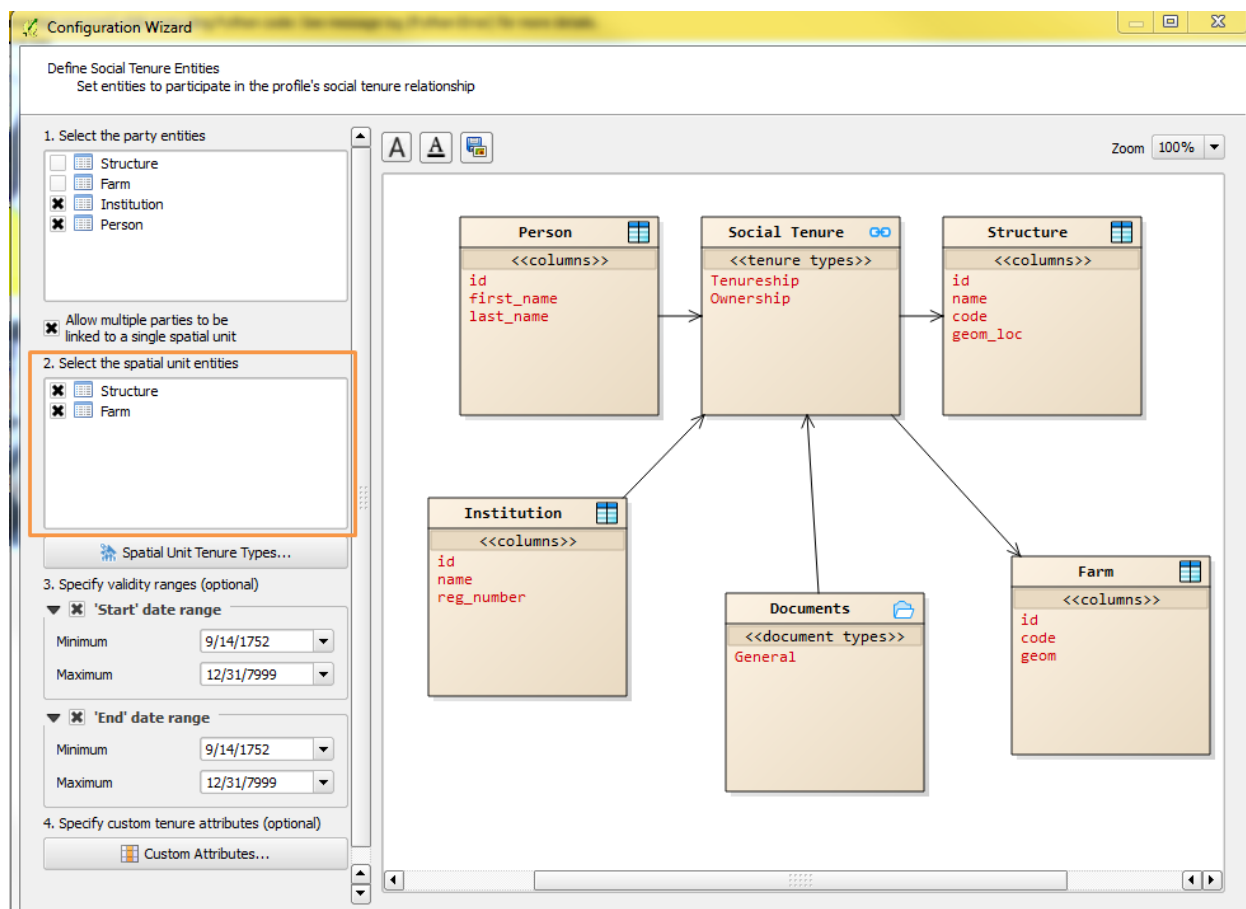 Configuration Wizard
Define Social Tenure Entities
Set entities to participate in the profile's social tenure relationship
1. Select the party entities
Structure
Farm
Institution
Person
Allow multiple parties to be
linked to a single spatial unit
2. Select the spatial unit entities
Structure
Farm
Spatial Unit Tenure Types...
3. Specify validity ranges (optional)
'Start' date range
Minimum 9/14/1752
Maximum 12/31/7999
'End' date range
Minimum 9/14/1752
Maximum 12/31/7999
4. Specify custom tenure attributes (optional)
Custom Attributes...
A A
Zoom 100%
Person
<<columns>>
id
first_name
last_name
Social Tenure
<<tenure types>>
Tenureship
Ownership
Structure
<<columns>>
id
name
code
geom_loc
Institution
<<columns>>
id
name
reg_number
Documents
<<document types>>
General
Farm
<<columns>>
id
code
geom